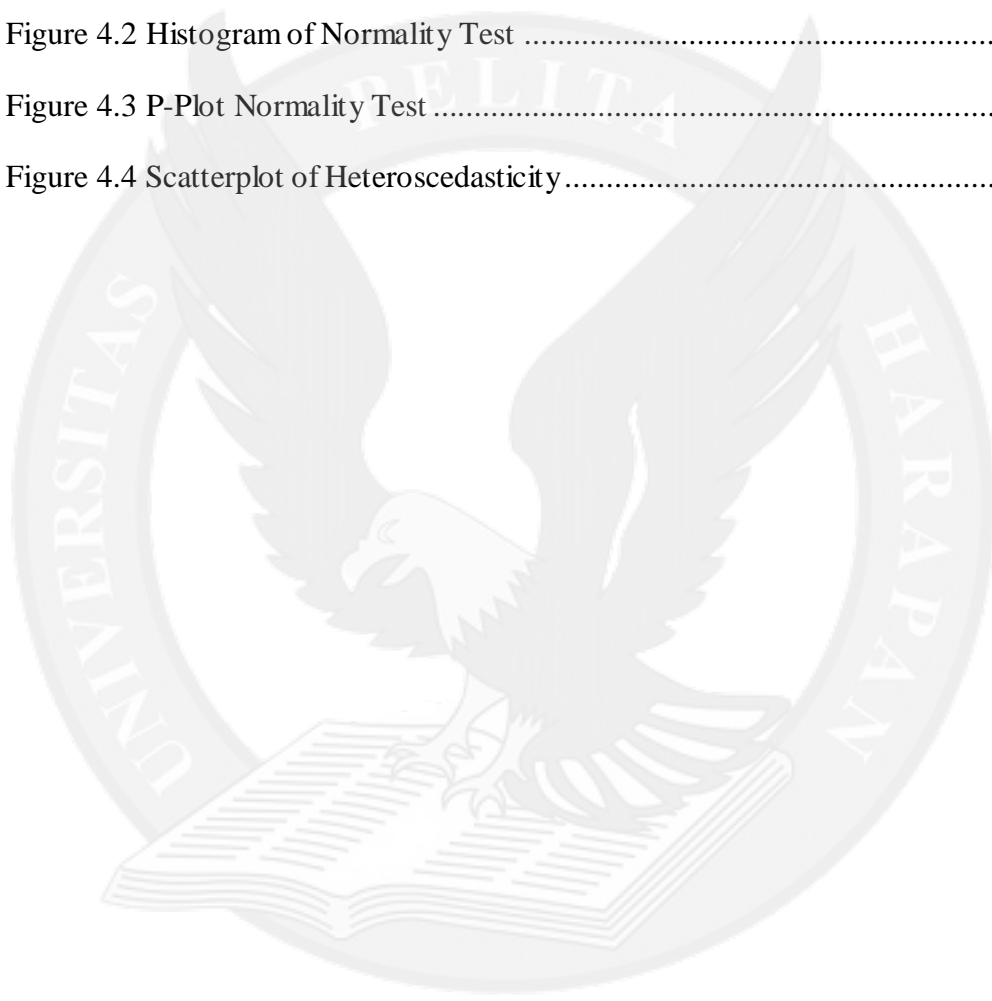 Figure 4.2 Histogram of Normality Test ..........................................................
Figure 4.3 P-Plot Normality Test .....................................................................
Figure 4.4 Scatterplot of Heteroscedasticity.....................................................
UNIVERSITAS PELITA HARAPAN